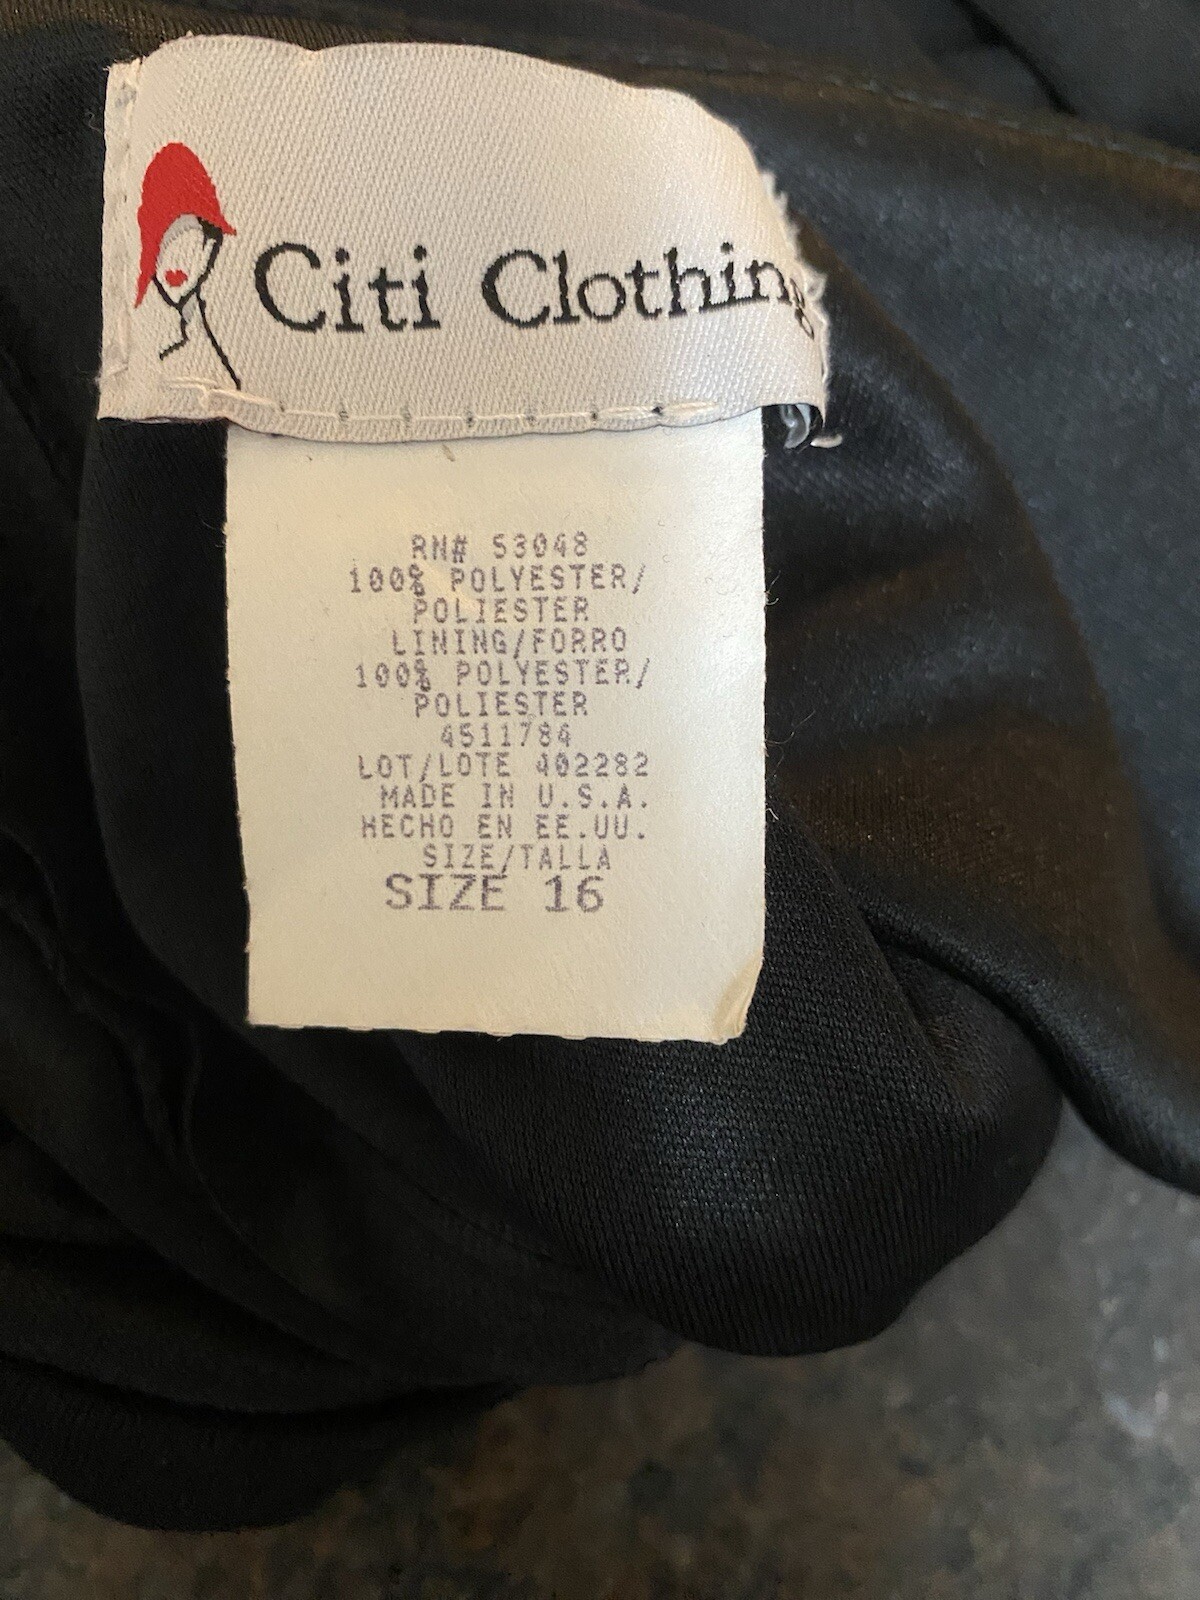 Citi Clothing
RN# 53048
100% POLYESTER/
POLIESTER
LINING/FORRO
100% POLYESTER/
POLIESTER
4511784
LOT/LOTE 402282
MADE IN U.S.A.
HECHO EN EE.UU.
SIZE/TALLA
SIZE 16